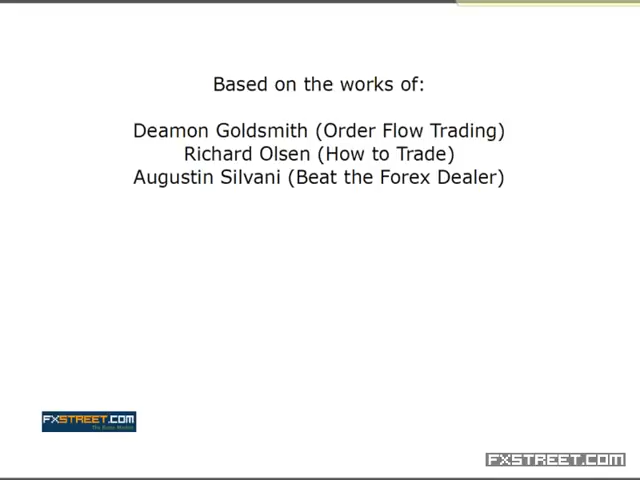 Based on the works of:
Deamon Goldsmith (Order Flow Trading)
Richard Olsen (How to Trade)
Augustin Silvani (Beat the Forex Dealer)
FXSTREET.COM
FXSTREET.COM